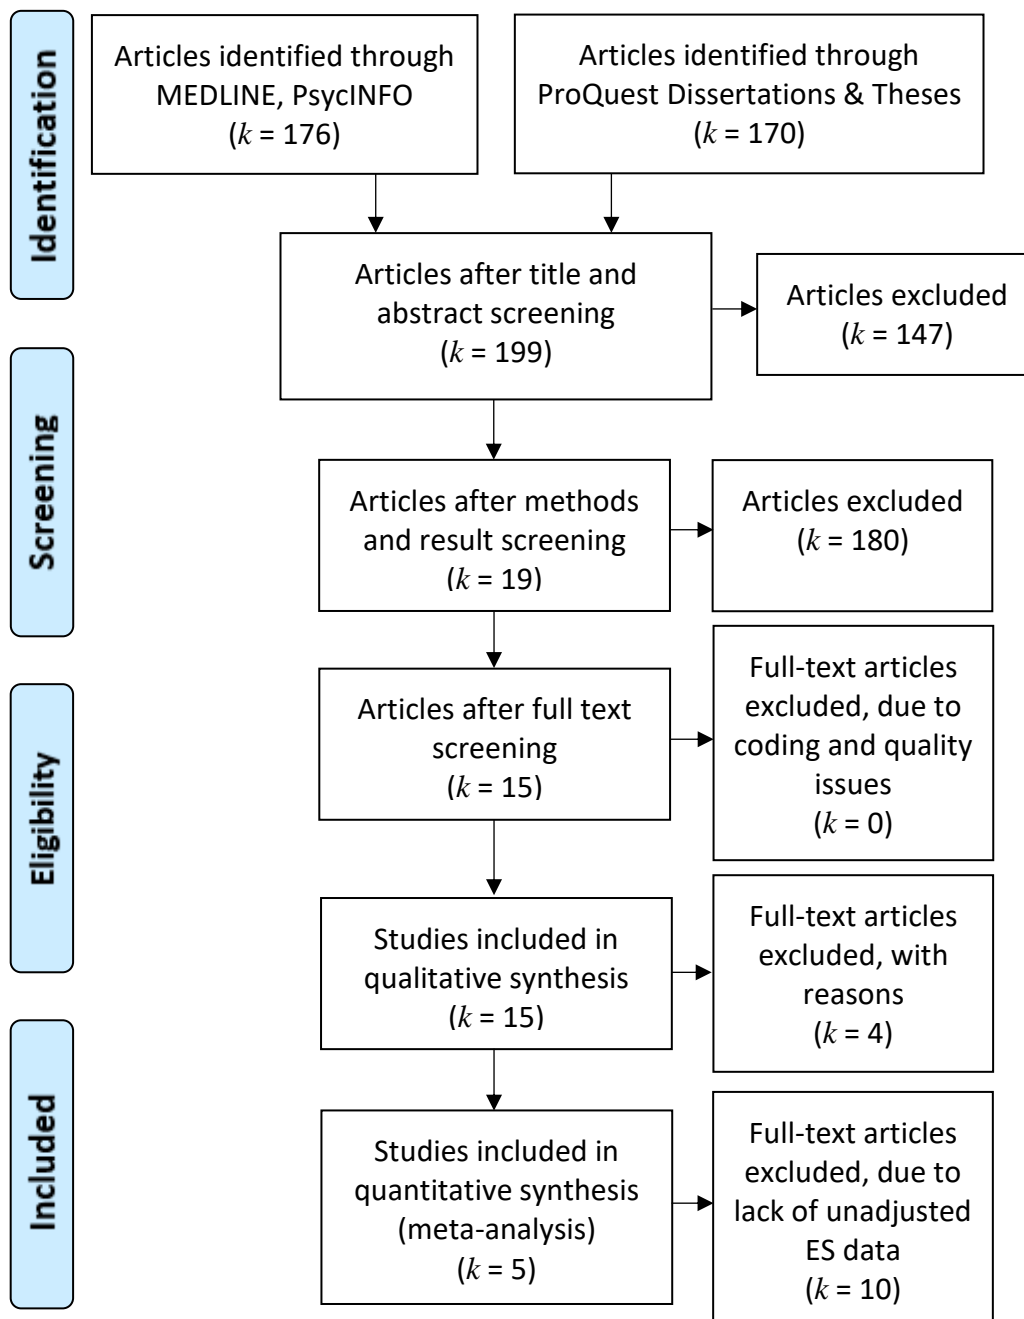 Identification
Articles identified through
MEDLINE, PsycINFO
(k = 176)
Articles identified through
ProQuest Dissertations & Theses
(k = 170)
Articles after title and
abstract screening
(k = 199)
Articles excluded
(k = 147)
Screening
Articles after methods
and result screening
(k = 19)
Articles excluded
(k = 180)
Eligibility
Articles after full text
screening
(k = 15)
Full-text articles
excluded, due to
coding and quality
issues
(k = 0)
Studies included in
qualitative synthesis
(k = 15)
Full-text articles
excluded, with
reasons
(k = 4)
Included
Studies included in
quantitative synthesis
(meta-analysis)
(k = 5)
Full-text articles
excluded, due to
lack of unadjusted
ES data
(k = 10)